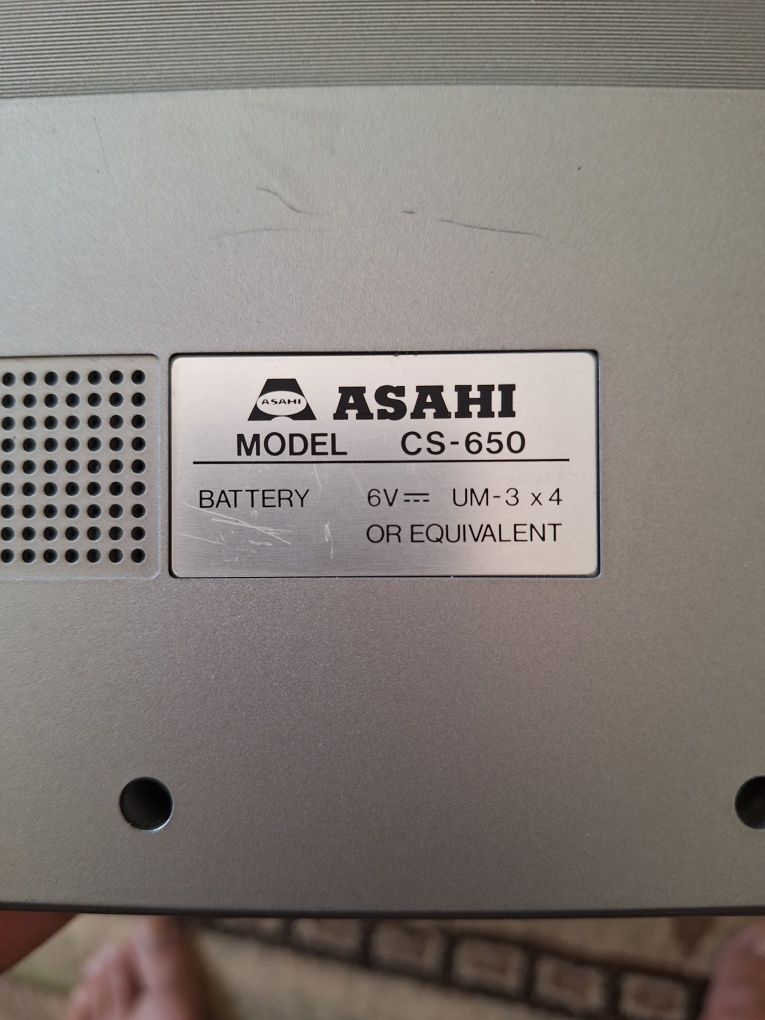 ASAHI ASAHI
MODEL CS-650
BATTERY 6V⎓ UM-3 x 4
OR EQUIVALENT